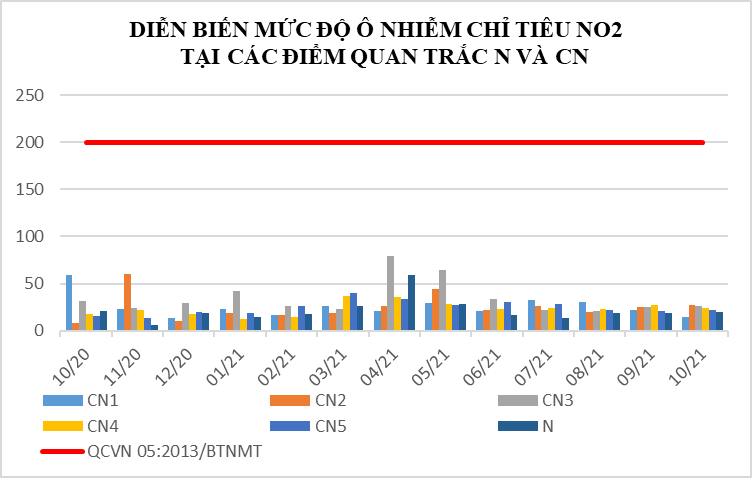 DIỄN BIẾN MỨC ĐỘ Ô NHIỄM CHỈ TIÊU NO2
TẠI CÁC ĐIỂM QUAN TRẮC N VÀ CN
250
200
150
100
50
0
10/20 11/20 12/20 01/21 02/21 03/21 04/21 05/21 06/21 07/21 08/21 09/21 10/21
CN1 CN2 CN3
CN4 CN5 N
QCVN 05:2013/BTNMT